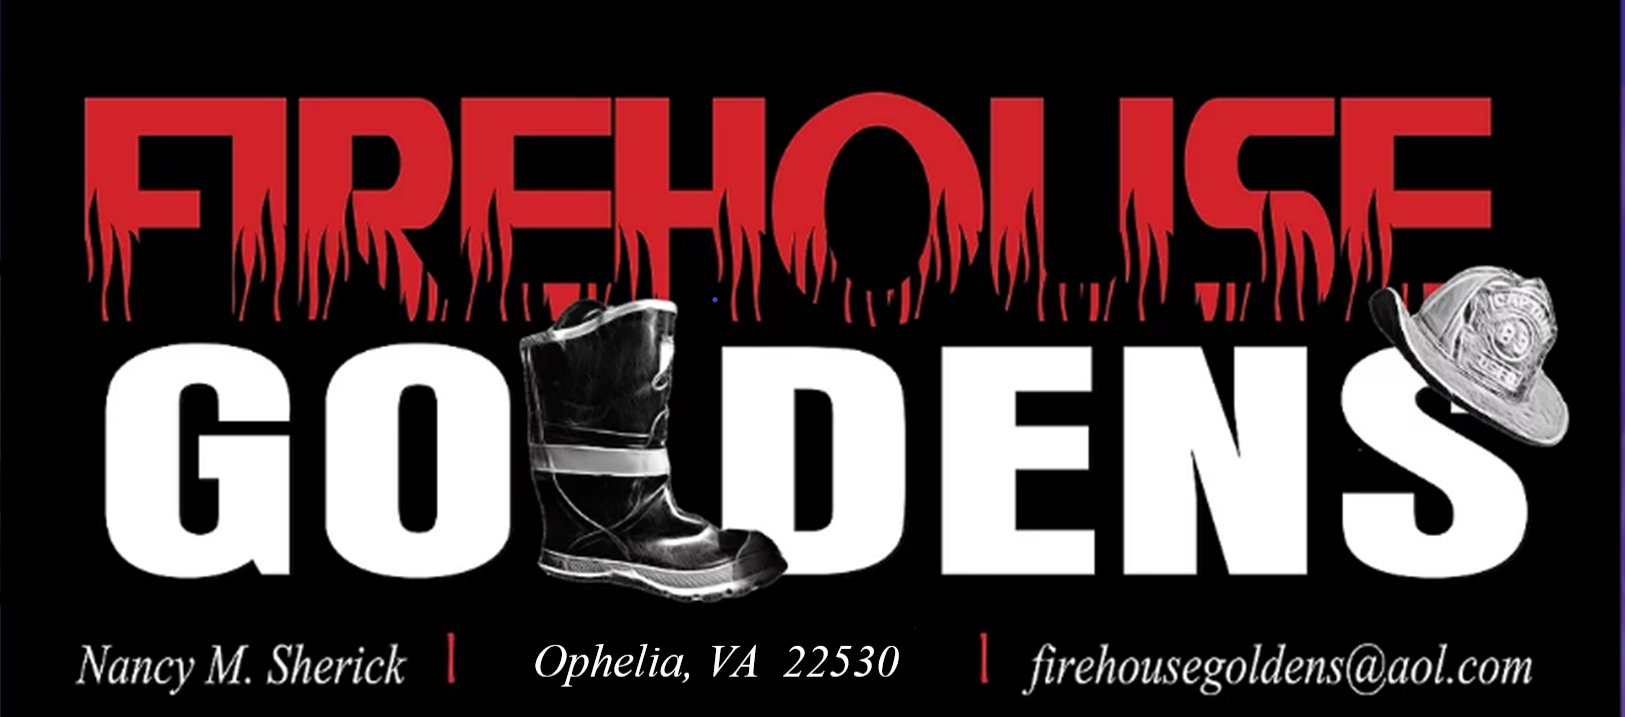 FIREHOUSE
GOLDENS
Nancy M. Sherick | Ophelia, VA 22530 | firehousegoldens@aol.com